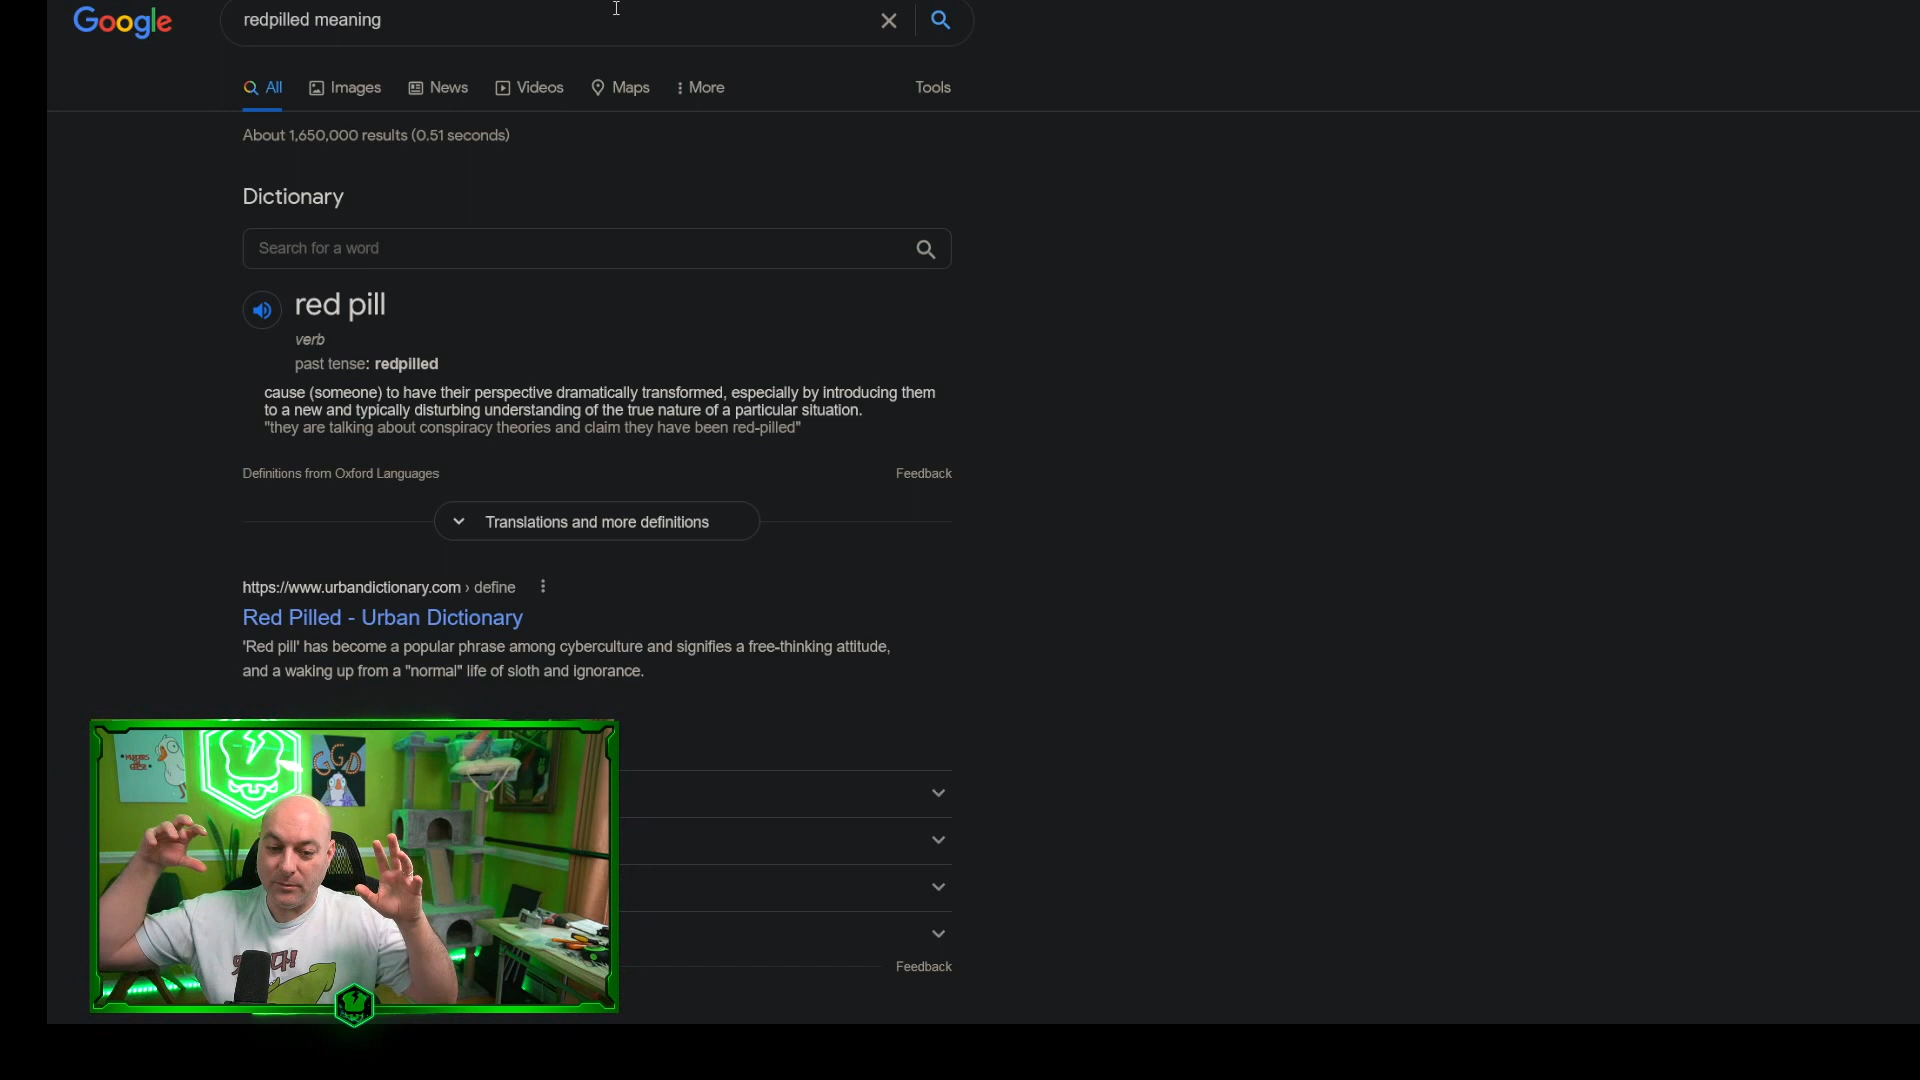 Google
redpilled meaning
All Images News Videos Maps More Tools
About 1,650,000 results (0.51 seconds)
Dictionary
Search for a word
red pill
verb
past tense: redpilled
cause (someone) to have their perspective dramatically transformed, especially by introducing them
to a new and typically disturbing understanding of the true nature of a particular situation.
"they are talking about conspiracy theories and claim they have been red-pilled"
Definitions from Oxford Languages Feedback
Translations and more definitions
https://www.urbandictionary.com › define
Red Pilled - Urban Dictionary
'Red pill' has become a popular phrase among cyberculture and signifies a free-thinking attitude,
and a waking up from a "normal" life of sloth and ignorance.
GGD
Feedback